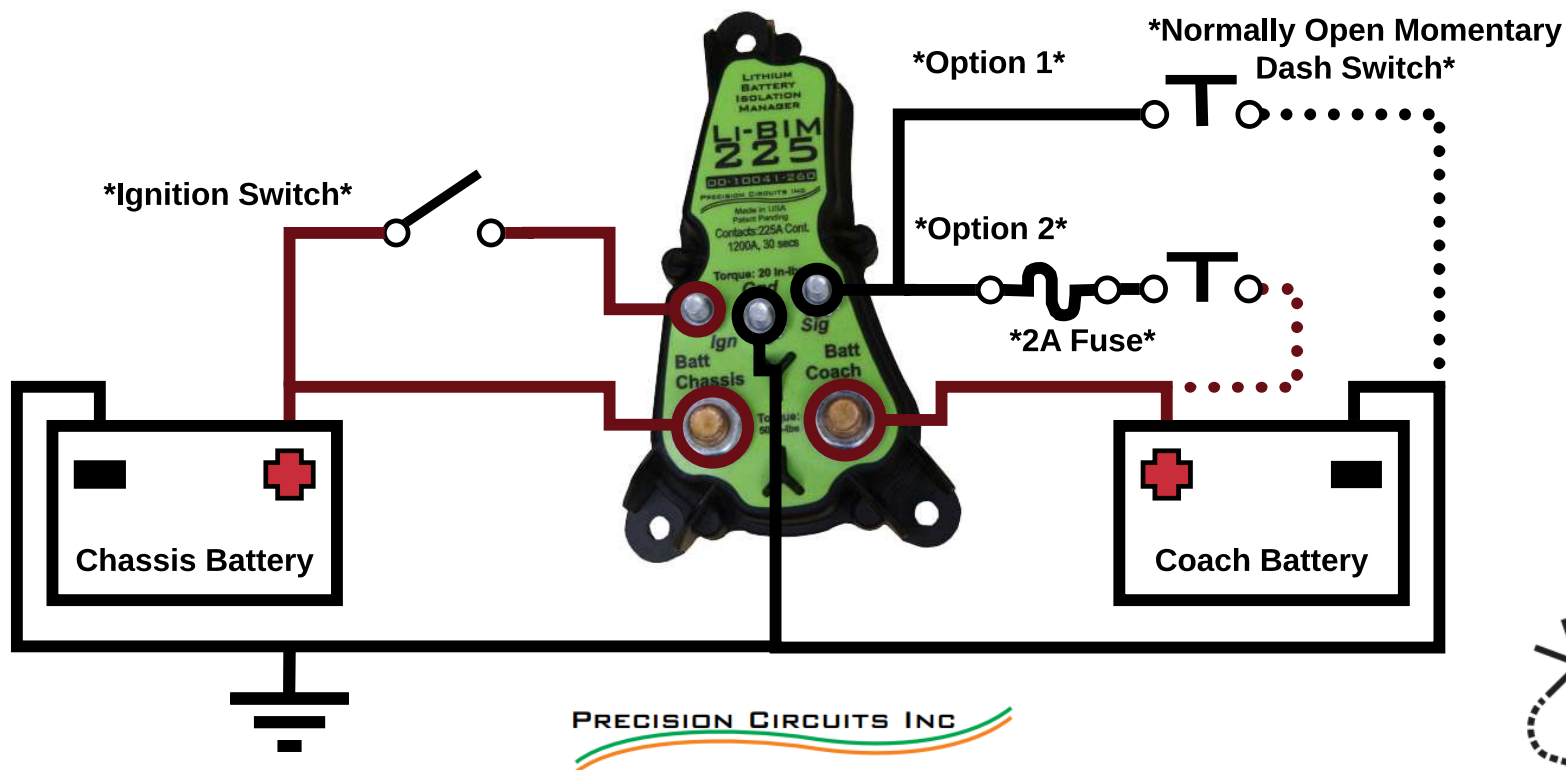 *Normally Open Momentary
Dash Switch*
*Option 1*
LITHIUM
BATTERY
ISOLATION
MANAGER
LI-BIM
225
00-10041-260
PRECISION CIRCUITS INC
Made in USA
Patent Pending
Contacts:225A Cont.
1200A, 30 secs
*Ignition Switch*
*Option 2*
Torque: 20 In-lbs
Gnd
Sig
Ign
*2A Fuse*
Batt
Chassis
Batt
Coach
Torque:
Chassis Battery
Coach Battery
PRECISION CIRCUITS INC